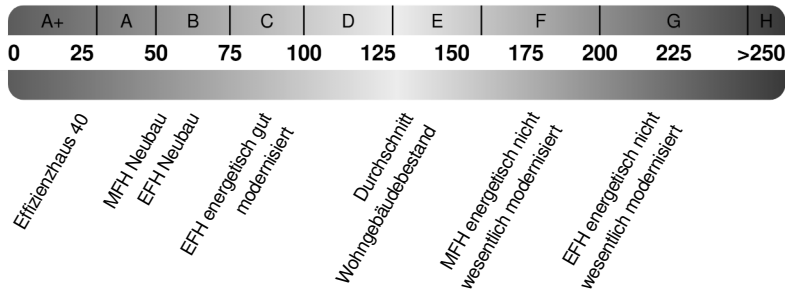 A+ A B C D E F G H
0 25 50 75 100 125 150 175 200 225 >250
Effizienzhaus 40
MFH Neubau
EFH Neubau
EFH energetisch gut
modernisiert
Durchschnitt
Wohngebäudebestand
MFH energetisch nicht
wesentlich modernisiert
EFH energetisch nicht
wesentlich modernisiert